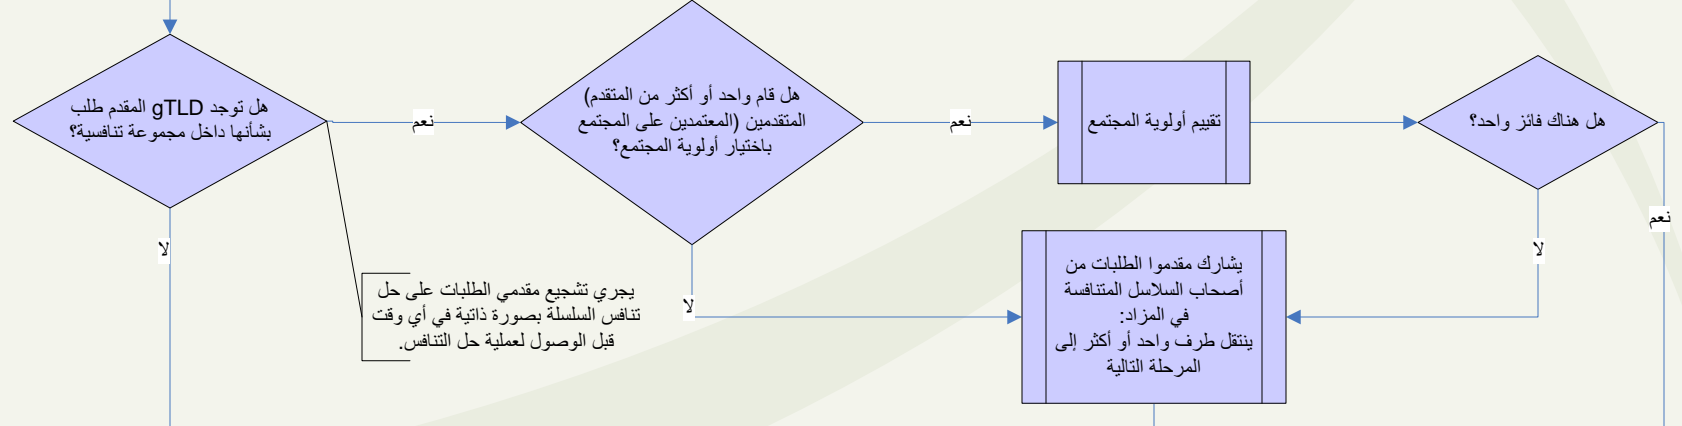 هل توجد gTLD المقدم طلب
بشأنها داخل مجموعة تنافسية؟
نعم
لا
هل قام واحد أو أكثر من المتقدم)
المتقدمين (المعتمدين على المجتمع
باختيار أولوية المجتمع؟
نعم
لا
تقييم أولوية المجتمع
هل هناك فائز واحد؟
نعم
لا
يجري تشجيع مقدمي الطلبات على حل
تنافس السلسلة بصورة ذاتية في أي وقت
قبل الوصول لعملية حل التنافس.
يشارك مقدموا الطلبات من
أصحاب السلاسل المتنافسة
في المزاد:
ينتقل طرف واحد أو أكثر إلى
المرحلة التالية